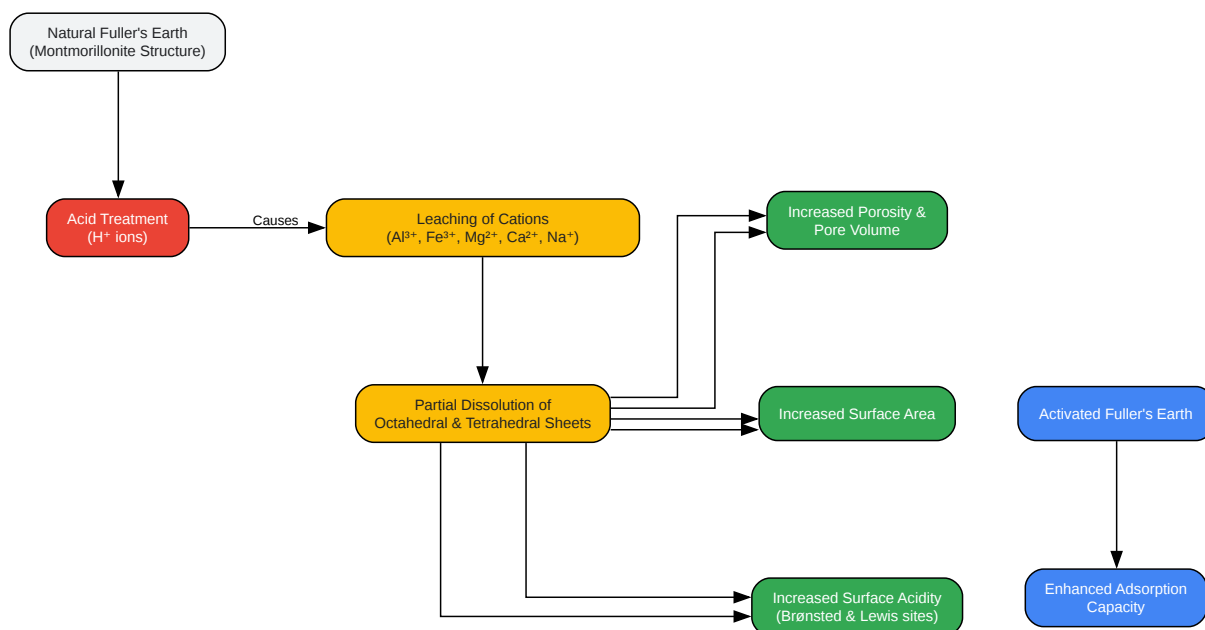 Natural Fuller's Earth
(Montmorillonite Structure)
Acid Treatment
(H⁺ ions)
Causes
Leaching of Cations
(Al³⁺, Fe³⁺, Mg²⁺, Ca²⁺, Na⁺)
Increased Porosity &
Pore Volume
Partial Dissolution of
Octahedral & Tetrahedral Sheets
Increased Surface Area
Activated Fuller's Earth
Increased Surface Acidity
(Brønsted & Lewis sites)
Enhanced Adsorption
Capacity